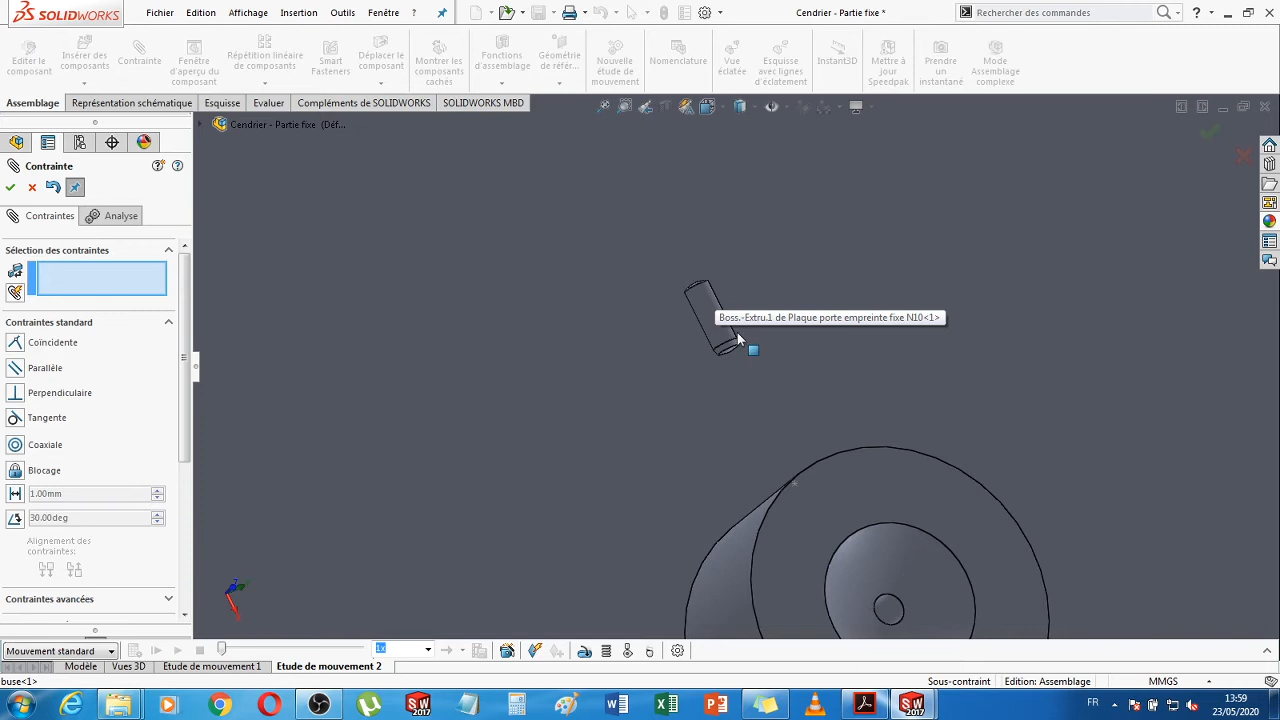 SOLIDWORKS
Fichier Edition Affichage Insertion Outils Fenêtre ?
Cendrier - Partie fixe *
Rechercher des commandes
Editer le composant
Insérer des composants
Contrainte
Fenêtre d'aperçu du composant
Répétition linéaire de composants
Smart Fasteners
Déplacer le composant
Montrer les composants cachés
Fonctions d'assemblage
Géométrie de référ...
Nouvelle étude de mouvement
Nomenclature
Vue éclatée
Esquisse avec lignes d'éclatement
Instant3D
Mettre à jour Speedpak
Prendre un instantané
Mode Assemblage complexe
Assemblage Représentation schématique Esquisse Evaluer Compléments de SOLIDWORKS SOLIDWORKS MBD
Cendrier - Partie fixe (Déf...
Contrainte
Contraintes Analyse
Sélection des contraintes
Contraintes standard
Coïncidente
Parallèle
Perpendiculaire
Tangente
Coaxiale
Blocage
1.00mm
30.00deg
Alignement des contraintes:
Contraintes avancées
Boss.-Extru.1 de Plaque porte empreinte fixe N10<1>
Mouvement standard
1x
Modèle Vues 3D Etude de mouvement 1 Etude de mouvement 2
buse<1>
Sous-contraint
Edition: Assemblage
MMGS
SW 2017
SW 2017
FR
13:59
23/05/2020